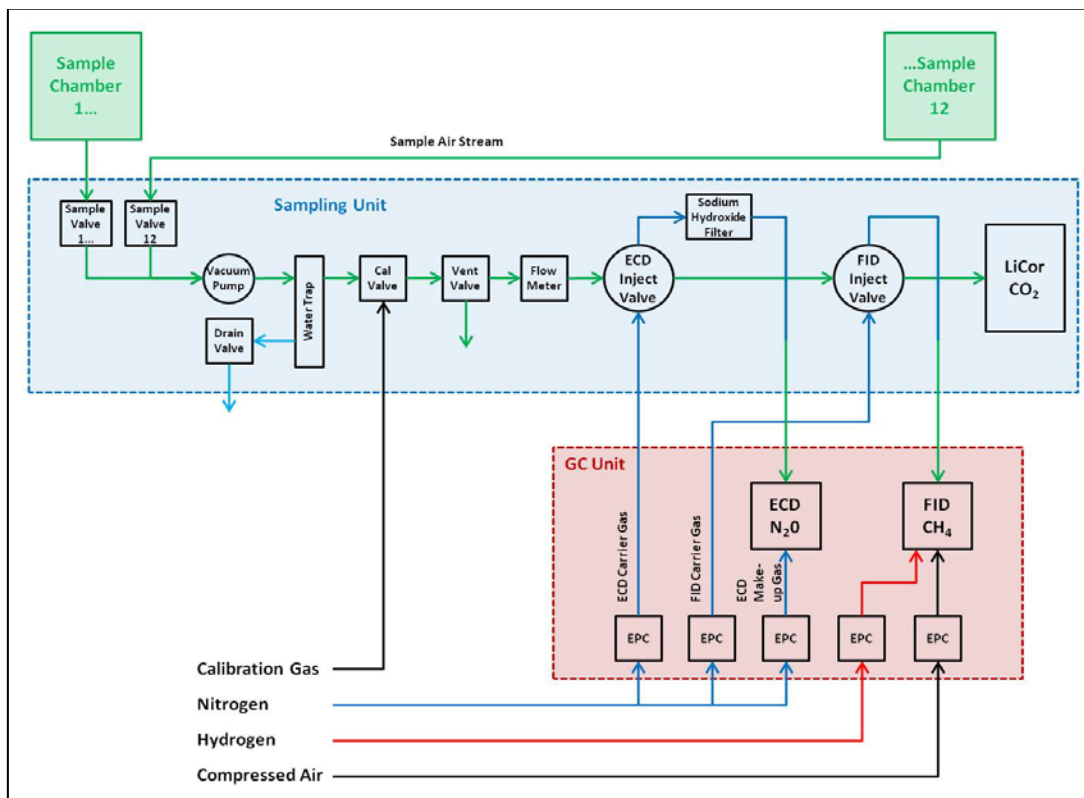 Sample
Chamber
1...
...Sample
Chamber
12
Sample Air Stream
Sampling Unit
Sample
Valve
1...
Sample
Valve
12
Vacuum
Pump
Water Trap
Drain
Valve
Cal
Valve
Vent
Valve
Flow
Meter
ECD
Inject
Valve
Sodium
Hydroxide
Filter
FID
Inject
Valve
LiCor
CO₂
GC Unit
ECD
N₂0
FID
CH₄
ECD Carrier Gas
FID Carrier Gas
ECD
Make-
up Gas
EPC
EPC
EPC
EPC
EPC
Calibration Gas
Nitrogen
Hydrogen
Compressed Air